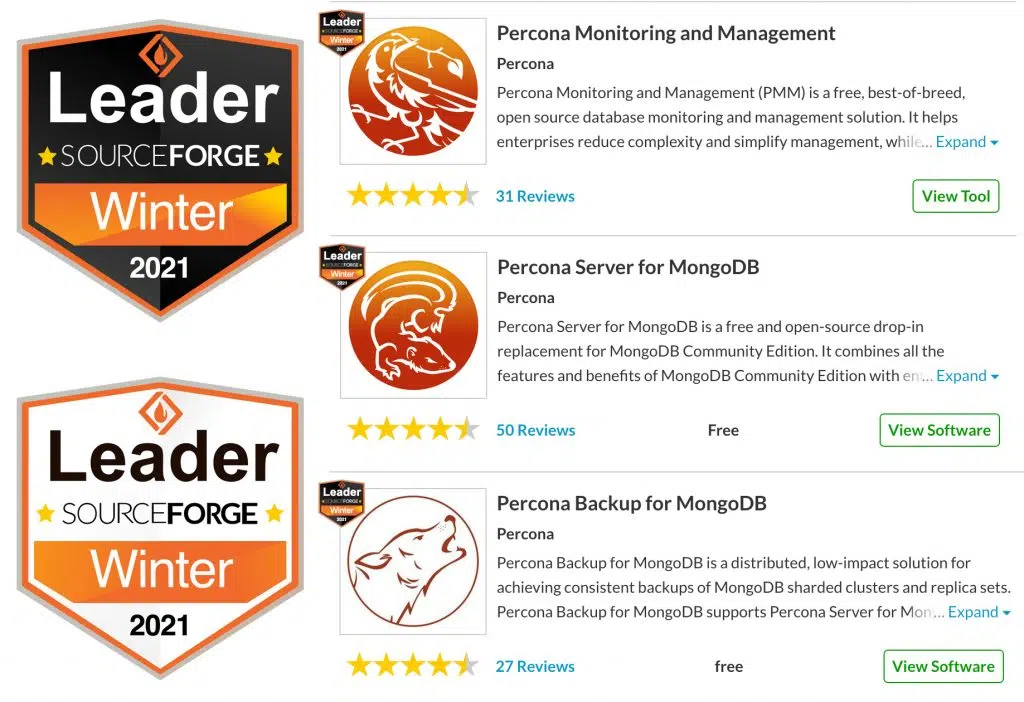 Leader
SOURCEFORGE
Winter
2021
Leader
SOURCEFORGE
Winter
2021
Leader
SOURCEFORGE
Winter
2021
Percona Monitoring and Management
Percona
Percona Monitoring and Management (PMM) is a free, best-of-breed,
open source database monitoring and management solution. It helps
enterprises reduce complexity and simplify management, while... Expand
31 Reviews
View Tool
Leader
SOURCEFORGE
Winter
2021
Percona Server for MongoDB
Percona
Percona Server for MongoDB is a free and open-source drop-in
replacement for MongoDB Community Edition. It combines all the
features and benefits of MongoDB Community Edition with en... Expand
50 Reviews
Free
View Software
Leader
SOURCEFORGE
Winter
2021
Percona Backup for MongoDB
Percona
Percona Backup for MongoDB is a distributed, low-impact solution for
achieving consistent backups of MongoDB sharded clusters and replica sets.
Percona Backup for MongoDB supports Percona Server for Mon... Expand
27 Reviews
free
View Software